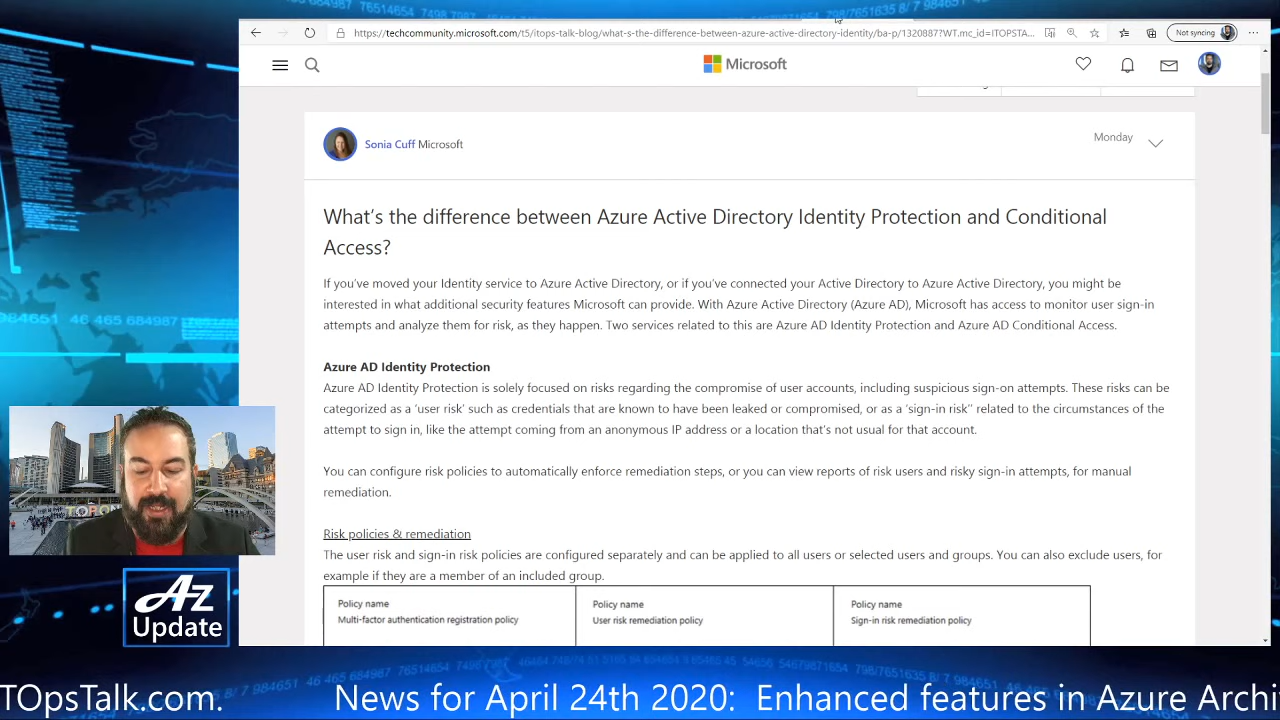 https://techcommunity.microsoft.com/t5/itops-talk-blog/what-s-the-difference-between-azure-active-directory-identity/ba-p/1320887?WT.mc_id=ITOPSTA...
Not syncing
Microsoft
Sonia Cuff Microsoft
Monday
What's the difference between Azure Active Directory Identity Protection and Conditional
Access?
If you've moved your Identity service to Azure Active Directory, or if you've connected your Active Directory to Azure Active Directory, you might be
interested in what additional security features Microsoft can provide. With Azure Active Directory (Azure AD), Microsoft has access to monitor user sign-in
attempts and analyze them for risk, as they happen. Two services related to this are Azure AD Identity Protection and Azure AD Conditional Access.
Azure AD Identity Protection
Azure AD Identity Protection is solely focused on risks regarding the compromise of user accounts, including suspicious sign-on attempts. These risks can be
categorized as a 'user risk' such as credentials that are known to have been leaked or compromised, or as a 'sign-in risk'' related to the circumstances of the
attempt to sign in, like the attempt coming from an anonymous IP address or a location that's not usual for that account.
You can configure risk policies to automatically enforce remediation steps, or you can view reports of risk users and risky sign-in attempts, for manual
remediation.
Risk policies & remediation
The user risk and sign-in risk policies are configured separately and can be applied to all users or selected users and groups. You can also exclude users, for
example if they are a member of an included group.
Policy name
Multi-factor authentication registration policy
Policy name
User risk remediation policy
Policy name
Sign-in risk remediation policy
Az
Update
TOpsTalk.com. News for April 24th 2020: Enhanced features in Azure Archi